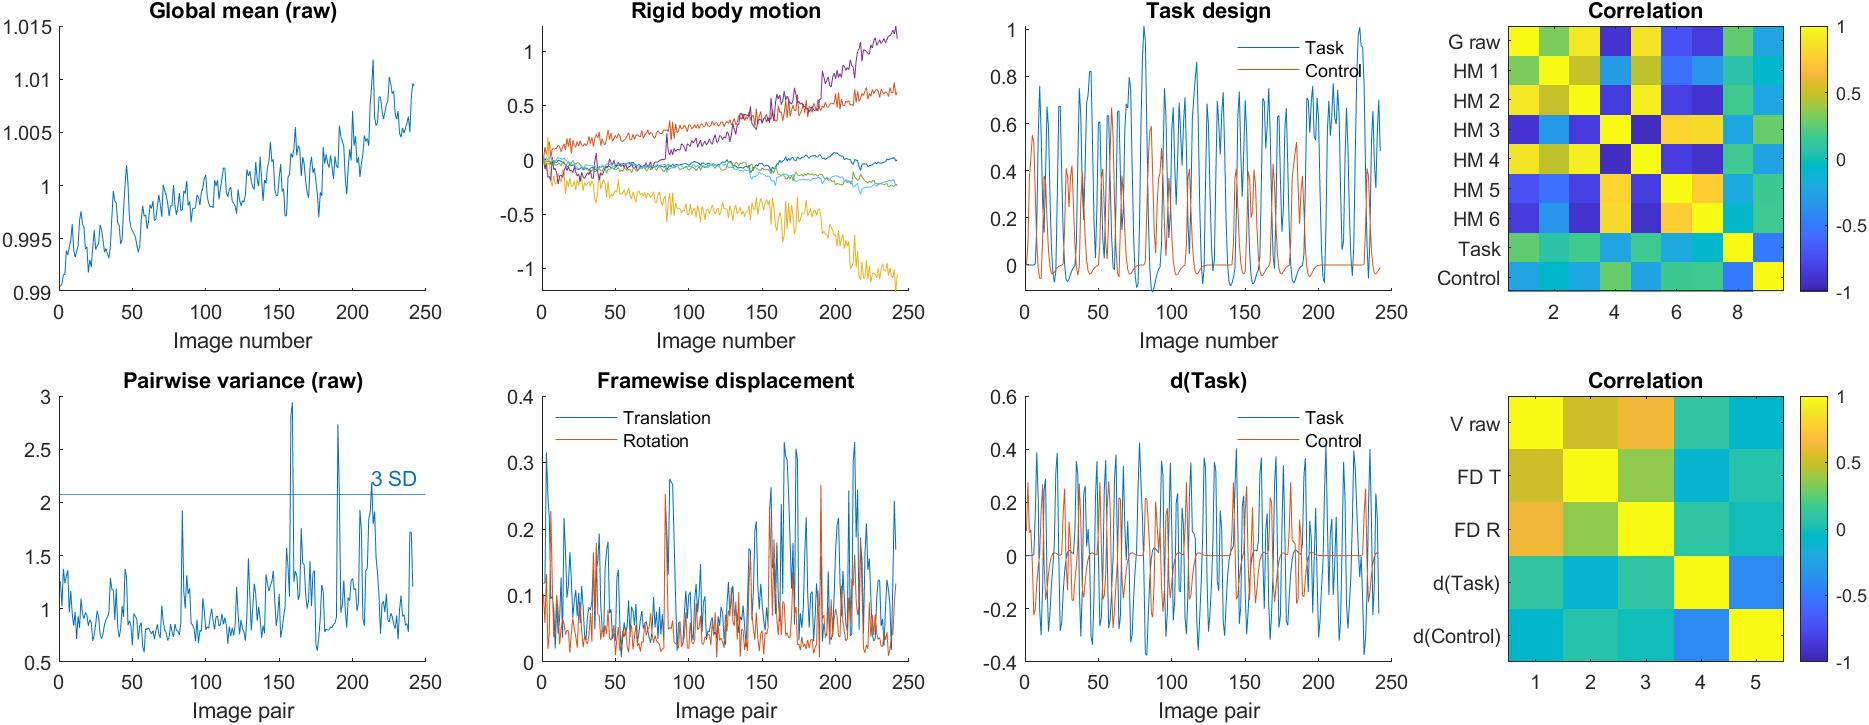 Global mean (raw)
1.015
1.01
1.005
1
0.995
0.99
0 50 100 150 200 250
Image number
Rigid body motion
1
0.5
0
-0.5
-1
0 50 100 150 200 250
Image number
Task design
1
0.8
0.6
0.4
0.2
0
Task
Control
0 50 100 150 200 250
Image number
Correlation
G raw
HM 1
HM 2
HM 3
HM 4
HM 5
HM 6
Task
Control
2 4 6 8
1
0.5
0
-0.5
-1
Pairwise variance (raw)
3
2.5
2
1.5
1
0.5
3 SD
0 50 100 150 200 250
Image pair
Framewise displacement
0.4
0.3
0.2
0.1
0
Translation
Rotation
0 50 100 150 200 250
Image pair
d(Task)
0.6
0.4
0.2
0
-0.2
-0.4
Task
Control
0 50 100 150 200 250
Image pair
Correlation
V raw
FD T
FD R
d(Task)
d(Control)
1 2 3 4 5
1
0.5
0
-0.5
-1